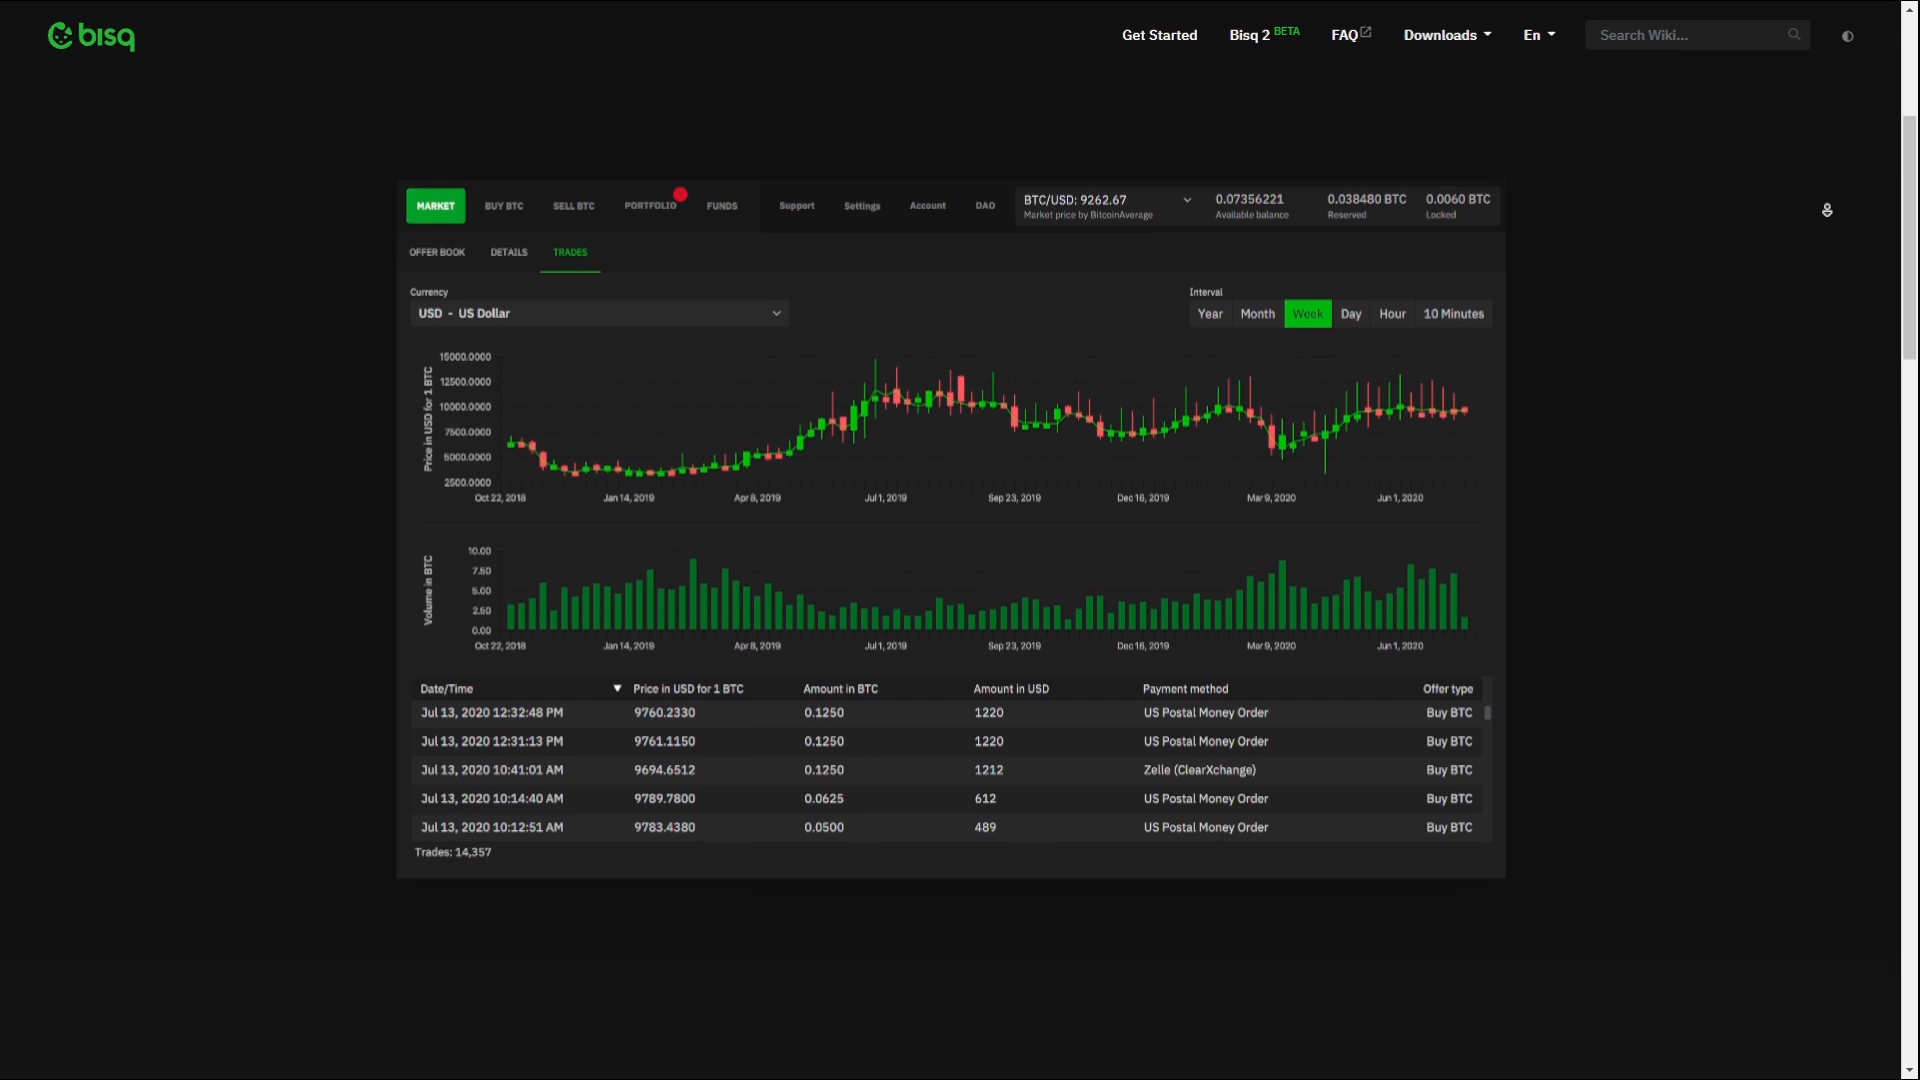 bisq
Get Started Bisq 2 BETA FAQ Downloads En Search Wiki...
MARKET BUY BTC SELL BTC PORTFOLIO FUNDS Support Settings Account DAO
BTC/USD: 9262.67 0.07356221 0.038480 BTC 0.0060 BTC
Market price by BitcoinAverage Available balance Reserved Locked
OFFER BOOK DETAILS TRADES
Currency Interval
USD - US Dollar Year Month Week Day Hour 10 Minutes
Price in USD for 1 BTC
15000.0000
12500.0000
10000.0000
7500.0000
5000.0000
2500.0000
Oct 22, 2018 Jan 14, 2019 Apr 8, 2019 Jul 1, 2019 Sep 23, 2019 Dec 16, 2019 Mar 9, 2020 Jun 1, 2020
Volume in BTC
10.00
7.50
5.00
2.50
0.00
Oct 22, 2018 Jan 14, 2019 Apr 8, 2019 Jul 1, 2019 Sep 23, 2019 Dec 16, 2019 Mar 9, 2020 Jun 1, 2020
Date/Time Price in USD for 1 BTC Amount in BTC Amount in USD Payment method Offer type
Jul 13, 2020 12:32:48 PM 9760.2330 0.1250 1220 US Postal Money Order Buy BTC
Jul 13, 2020 12:31:13 PM 9761.1150 0.1250 1220 US Postal Money Order Buy BTC
Jul 13, 2020 10:41:01 AM 9694.6512 0.1250 1212 Zelle (ClearXchange) Buy BTC
Jul 13, 2020 10:14:40 AM 9789.7800 0.0625 612 US Postal Money Order Buy BTC
Jul 13, 2020 10:12:51 AM 9783.4380 0.0500 489 US Postal Money Order Buy BTC
Trades: 14,357